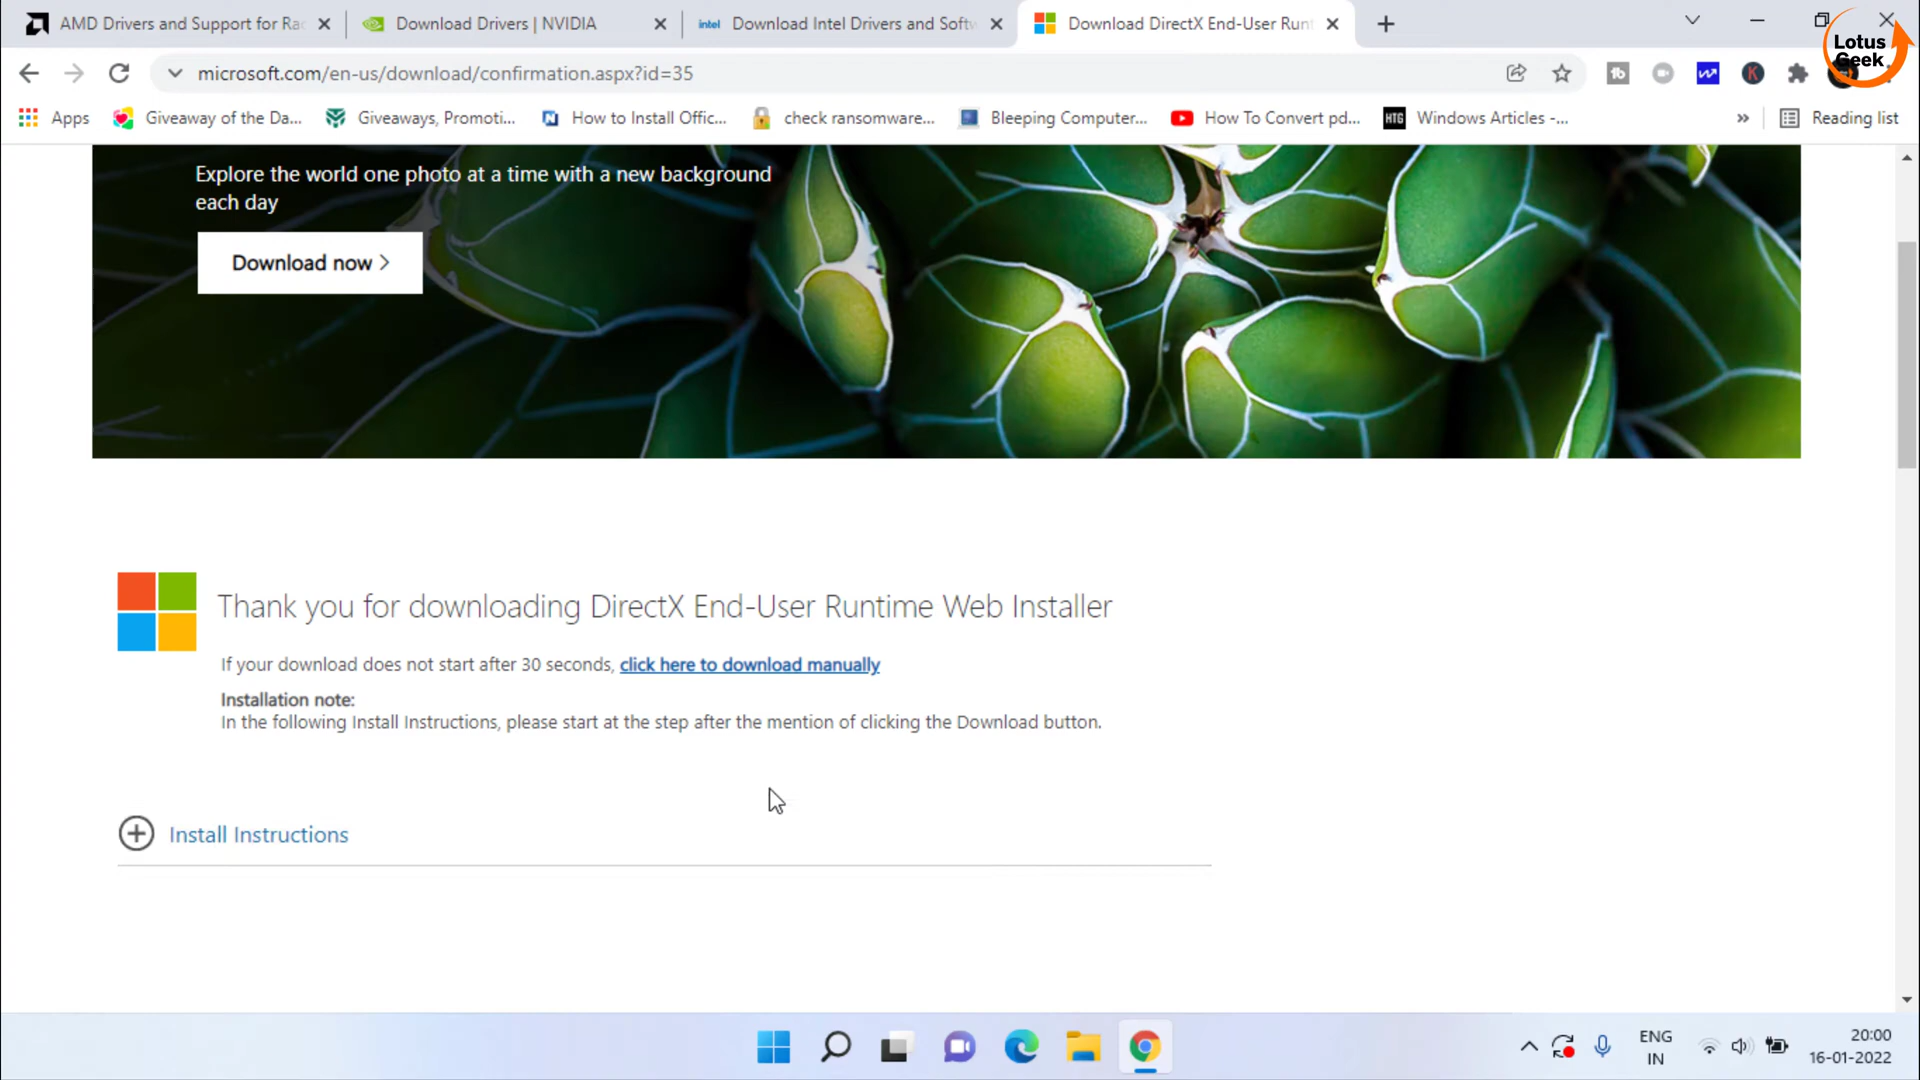 AMD Drivers and Support for Ra
Download Drivers | NVIDIA
intel Download Intel Drivers and Softw
Download DirectX End-User Runt
Lotus
Geek
microsoft.com/en-us/download/confirmation.aspx?id=35
Apps
Giveaway of the Da...
Giveaways, Promoti...
How to Install Offic...
check ransomware...
Bleeping Computer...
How To Convert pd...
HTG Windows Articles -...
»
Reading list
Explore the world one photo at a time with a new background
each day
Download now >
Thank you for downloading DirectX End-User Runtime Web Installer
If your download does not start after 30 seconds, click here to download manually
Installation note:
In the following Install Instructions, please start at the step after the mention of clicking the Download button.
Install Instructions
ENG
IN
20:00
16-01-2022